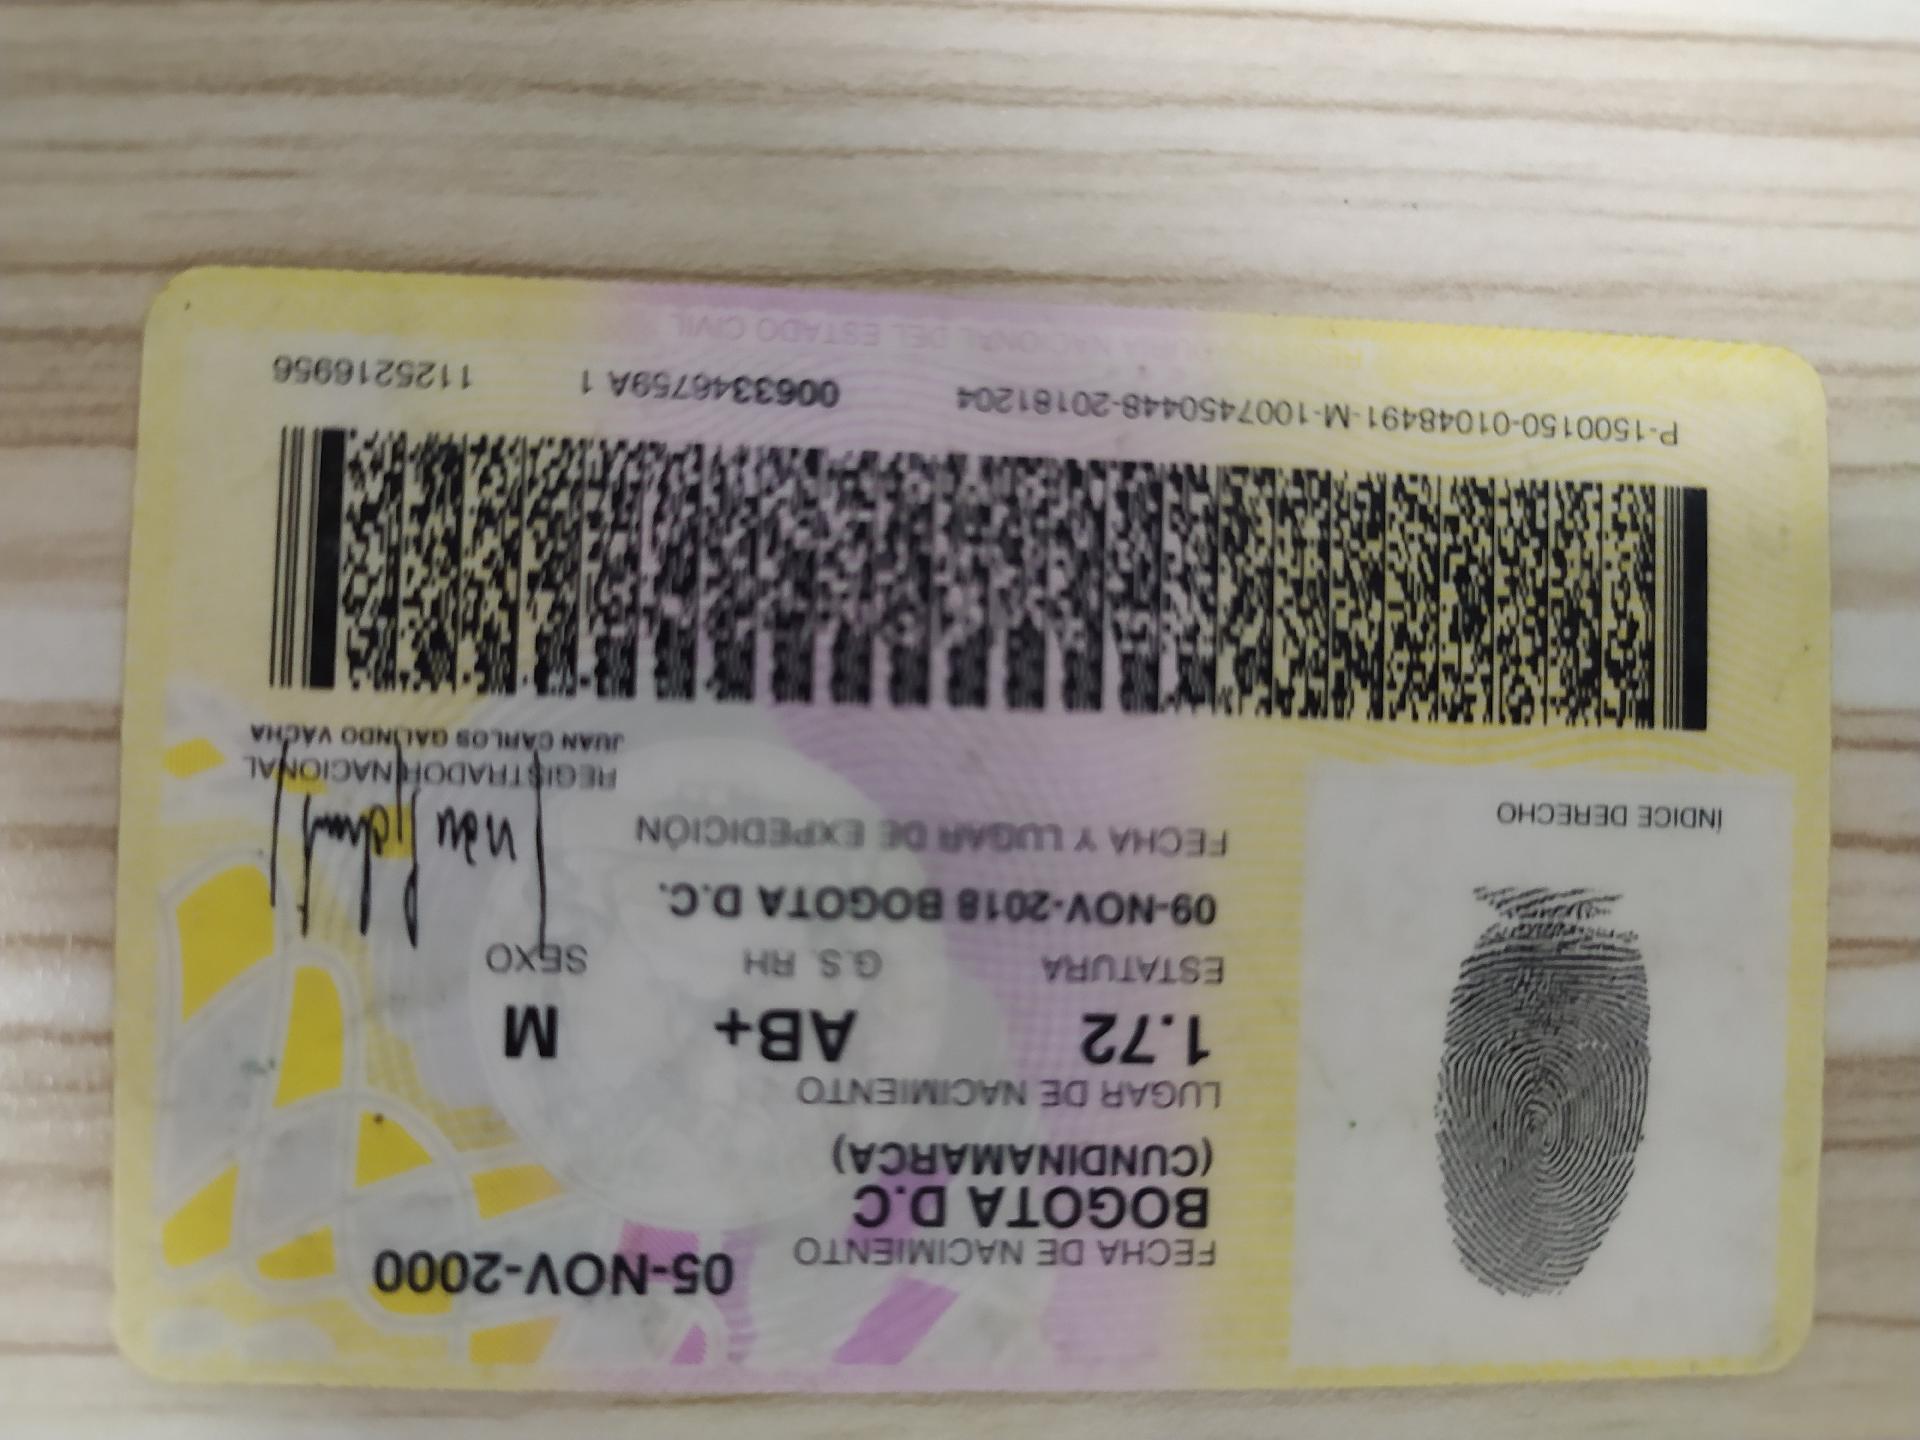 FECHA DE NACIMIENTO 05-NOV-2000
BOGOTA D.C
(CUNDINAMARCA)
LUGAR DE NACIMIENTO
1.72 AB+ M
ESTATURA G.S. RH SEXO
09-NOV-2018 BOGOTA D.C.
FECHA Y LUGAR DE EXPEDICIÓN
ÍNDICE DERECHO
REGISTRADOR NACIONAL
JUAN CARLOS GALINDO VACHA
P-1500150-01048491-M-1007450448-20181204 0063346759A 1 1125216956
NACIONAL DEL ESTADO CIVIL